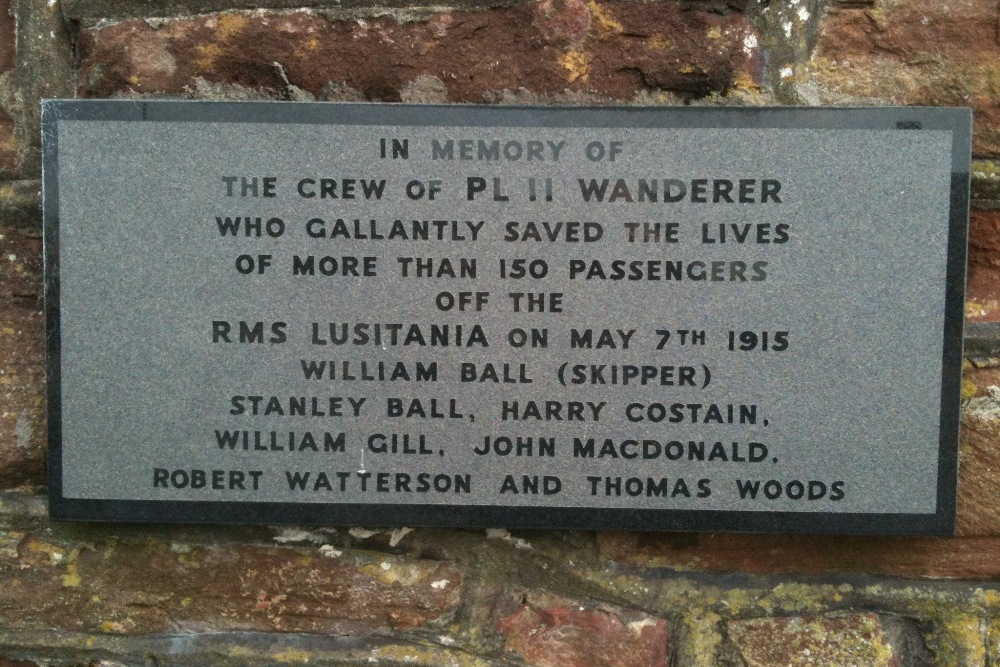 IN MEMORY OF
THE CREW OF PL 11 WANDERER
WHO GALLANTLY SAVED THE LIVES
OF MORE THAN 150 PASSENGERS
OFF THE
RMS LUSITANIA ON MAY 7TH 1915
WILLIAM BALL (SKIPPER)
STANLEY BALL, HARRY COSTAIN,
WILLIAM GILL, JOHN MACDONALD,
ROBERT WATTERSON AND THOMAS WOODS